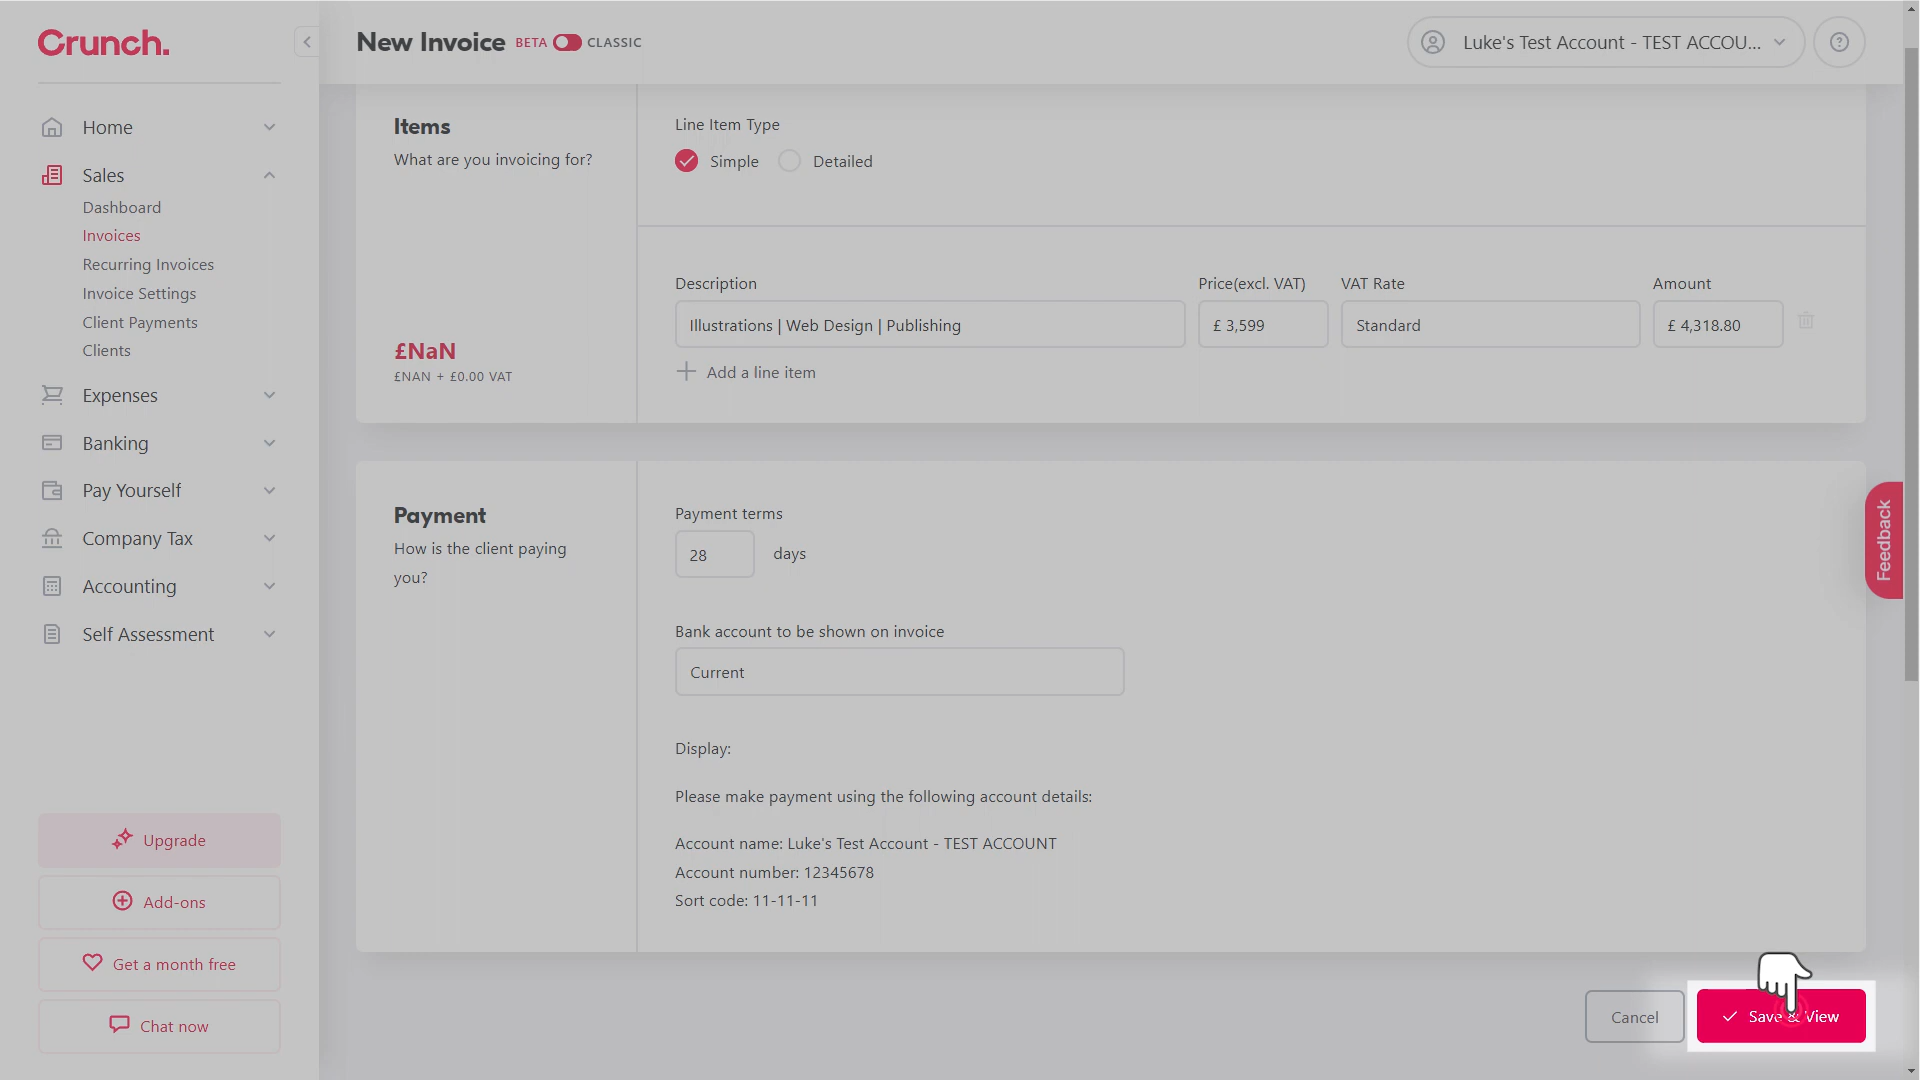 Crunch.
New Invoice BETA CLASSIC
Luke's Test Account - TEST ACCOU...
Home
Sales
Dashboard
Invoices
Recurring Invoices
Invoice Settings
Client Payments
Clients
Expenses
Banking
Pay Yourself
Company Tax
Accounting
Self Assessment
Upgrade
Add-ons
Get a month free
Chat now
Items
What are you invoicing for?
£NaN
£NAN + £0.00 VAT
Line Item Type
Simple Detailed
Description Price(excl. VAT) VAT Rate Amount
Illustrations | Web Design | Publishing £ 3,599 Standard £ 4,318.80
Add a line item
Payment
How is the client paying
you?
Payment terms
28 days
Bank account to be shown on invoice
Current
Display:
Please make payment using the following account details:
Account name: Luke's Test Account - TEST ACCOUNT
Account number: 12345678
Sort code: 11-11-11
Feedback
Cancel
Save & View